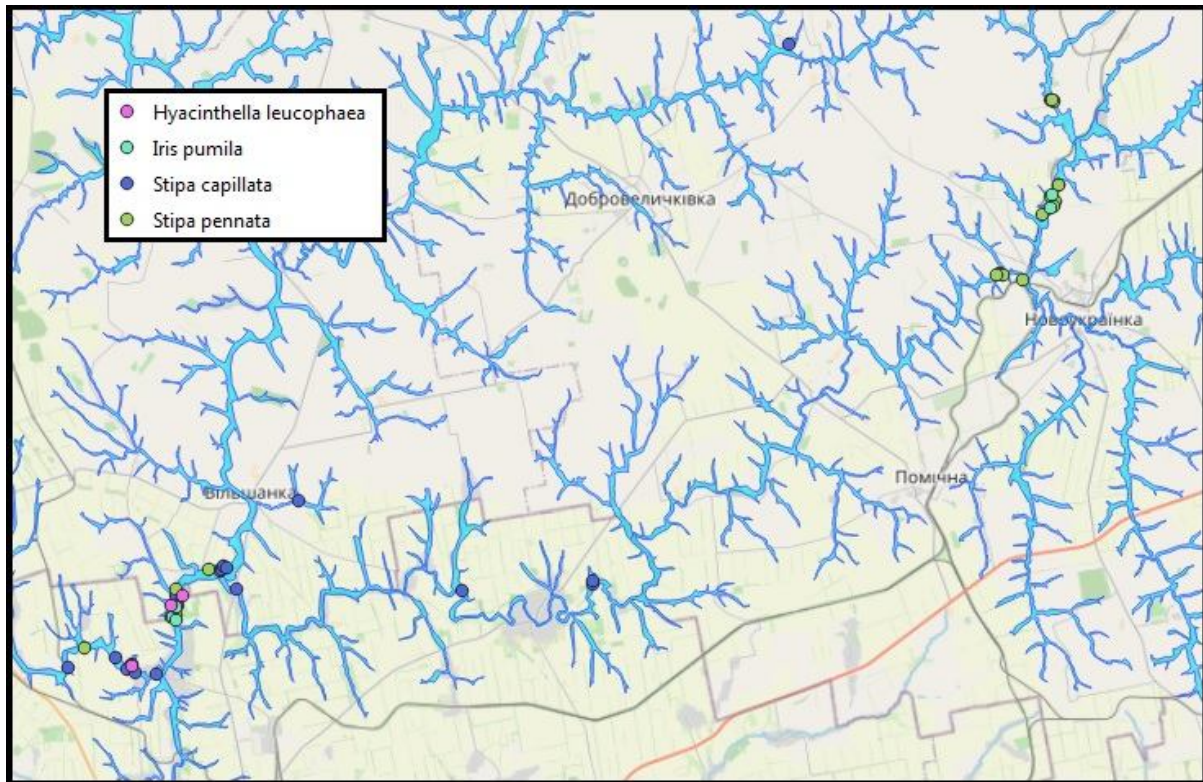 Hyacinthella leucophaea
Iris pumila
Stipa capillata
Stipa pennata
Добровеличківка
Новоукраїнка
Помічна
Вільшанка